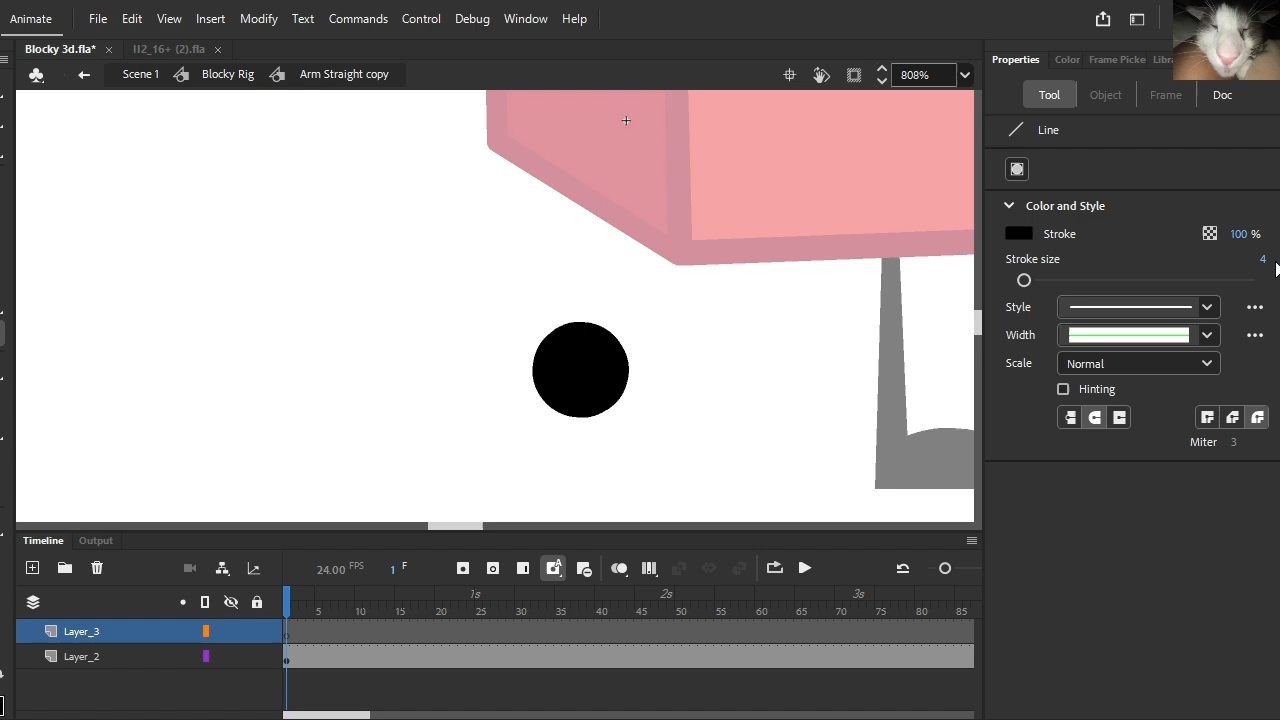 Animate File Edit View Insert Modify Text Commands Control Debug Window Help
Blocky 3d.fla* II2_16+ (2).fla
Properties Color Frame Picke Libr
Scene 1 Blocky Rig Arm Straight copy 808%
Tool Object Frame Doc
Line
Color and Style
Stroke 100 %
Stroke size 4
Style
Width
Scale Normal
Hinting
Miter 3
Timeline Output
24.00 FPS 1 F
1s 2s 3s
5 10 15 20 25 30 35 40 45 50 55 60 65 70 75 80 85
Layer_3
Layer_2